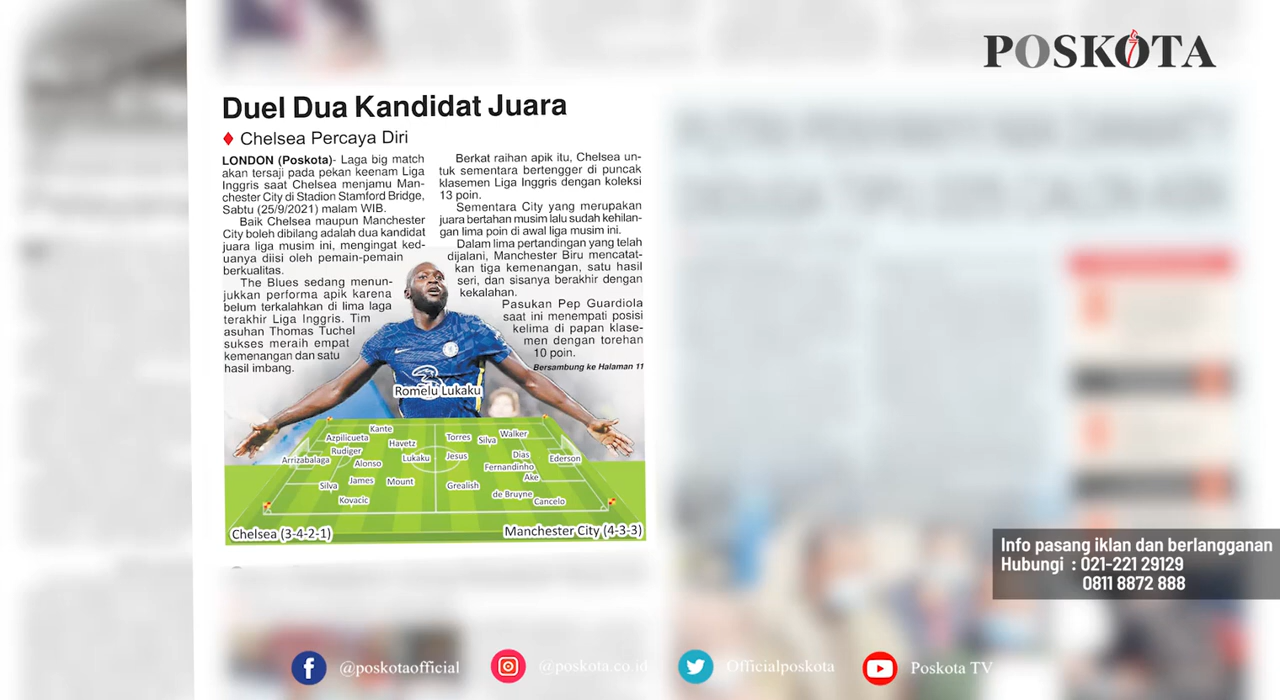 POSKOTA
Duel Dua Kandidat Juara
Chelsea Percaya Diri
LONDON (Poskota)- Laga big match
akan tersaji pada pekan keenam Liga
Inggris saat Chelsea menjamu Man-
chester City di Stadion Stamford Bridge,
Sabtu (25/9/2021) malam WIB.
Baik Chelsea maupun Manchester
City boleh dibilang adalah dua kandidat
juara liga musim ini, mengingat ked-
uanya diisi oleh pemain-pemain
berkualitas.
The Blues sedang menun-
jukkan performa apik karena
belum terkalahkan di lima laga
terakhir Liga Inggris. Tim
asuhan Thomas Tuchel
sukses meraih empat
kemenangan dan satu
hasil imbang.
Berkat raihan apik itu, Chelsea un-
tuk sementara bertengger di puncak
klasemen Liga Inggris dengan koleksi
13 poin.
Sementara City yang merupakan
juara bertahan musim lalu sudah kehilan-
gan lima poin di awal liga musim ini.
Dalam lima pertandingan yang telah
dijalani, Manchester Biru mencatat-
kan tiga kemenangan, satu hasil
seri, dan sisanya berakhir dengan
kekalahan.
Pasukan Pep Guardiola
saat ini menempati posisi
kelima di papan klase-
men dengan torehan
10 poin.
Bersambung ke Halaman 11
3
Romelu Lukaku
Kante
Azpilicueta
Havetz
Rudiger
Arrizabalaga
Alonso
Lukaku
Silva
James
Mount
Kovacic
Torres
Silva
Walker
Jesus
Dias
Ederson
Fernandinho
Ake
Grealish
de Bruyne
Cancelo
Chelsea (3-4-2-1)
Manchester City (4-3-3)
Info pasang iklan dan berlangganan
Hubungi : 021-221 29129
0811 8872 888
@poskotaofficial
@poskota.co.id
Officialposkota
Poskota TV